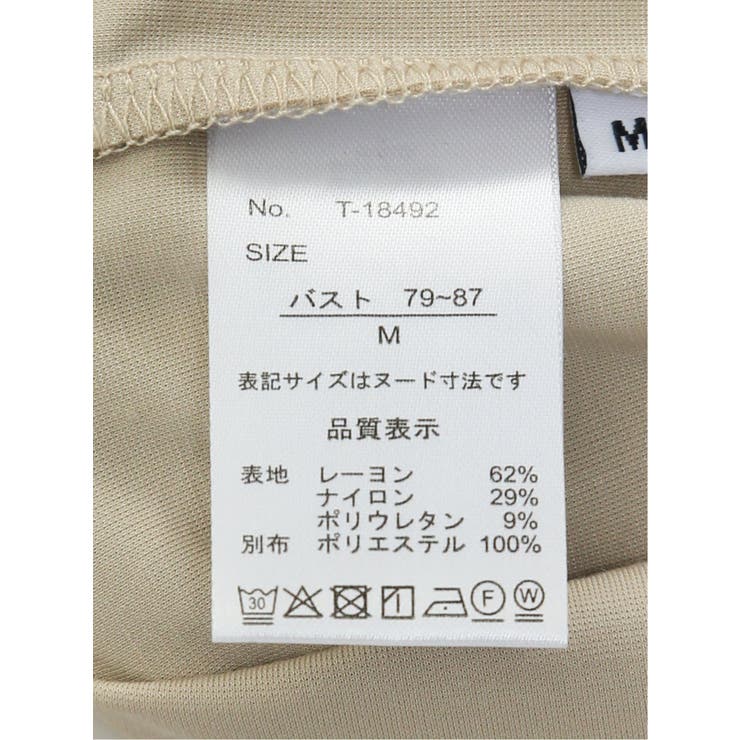 M
No. T-18492
SIZE
バスト 79~87
M
表記サイズはヌード寸法です
品質表示
表地 レーヨン 62%
ナイロン 29%
ポリウレタン 9%
別布 ポリエステル 100%
30 F W